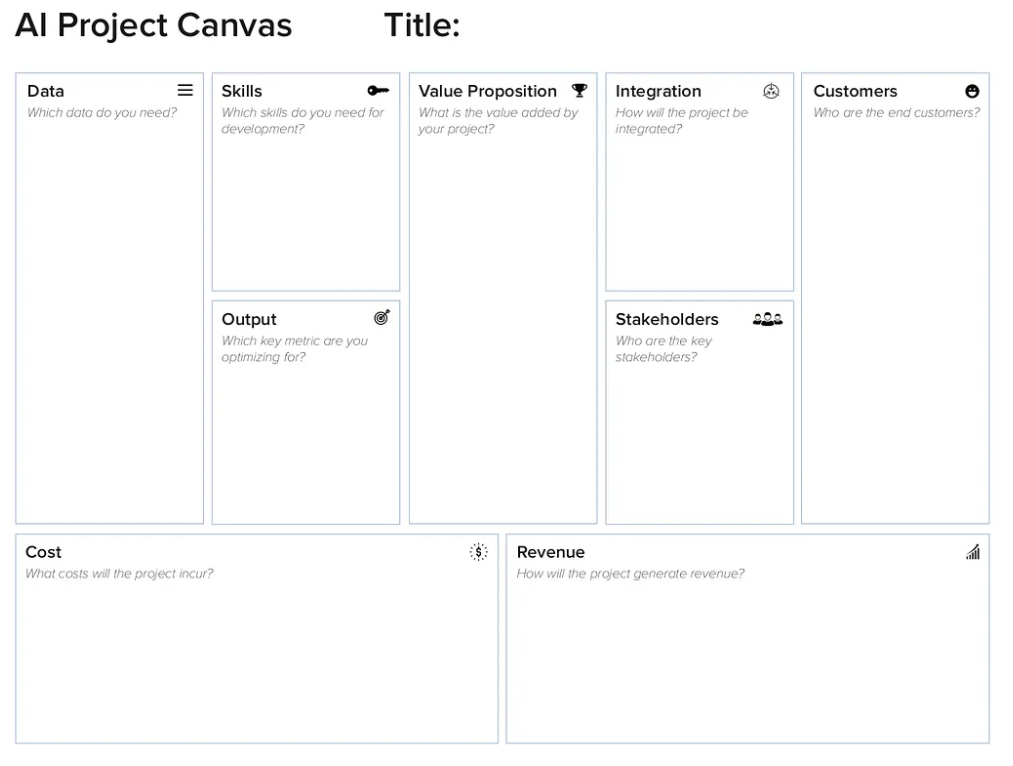 AI Project Canvas
Title:
Data
Which data do you need?
Skills
Which skills do you need for
development?
Output
Which key metric are you
optimizing for?
Value Proposition
What is the value added by
your project?
Integration
How will the project be
integrated?
Stakeholders
Who are the key
stakeholders?
Customers
Who are the end customers?
Cost
What costs will the project incur?
$
Revenue
How will the project generate revenue?